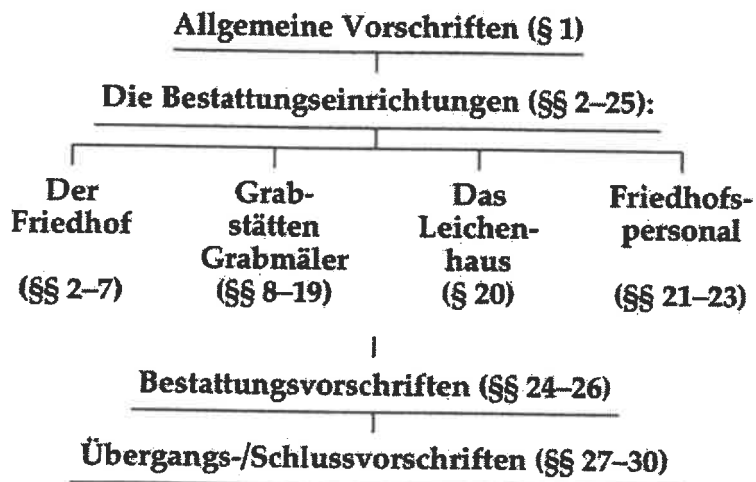 Allgemeine Vorschriften (§ 1)
Die Bestattungseinrichtungen (§§ 2–25):
Der
Friedhof
(§§ 2–7)
Grab-
stätten
Grabmäler
(§§ 8–19)
Das
Leichen-
haus
(§ 20)
Friedhofs-
personal
(§§ 21–23)
Bestattungsvorschriften (§§ 24–26)
Übergangs-/Schlussvorschriften (§§ 27–30)